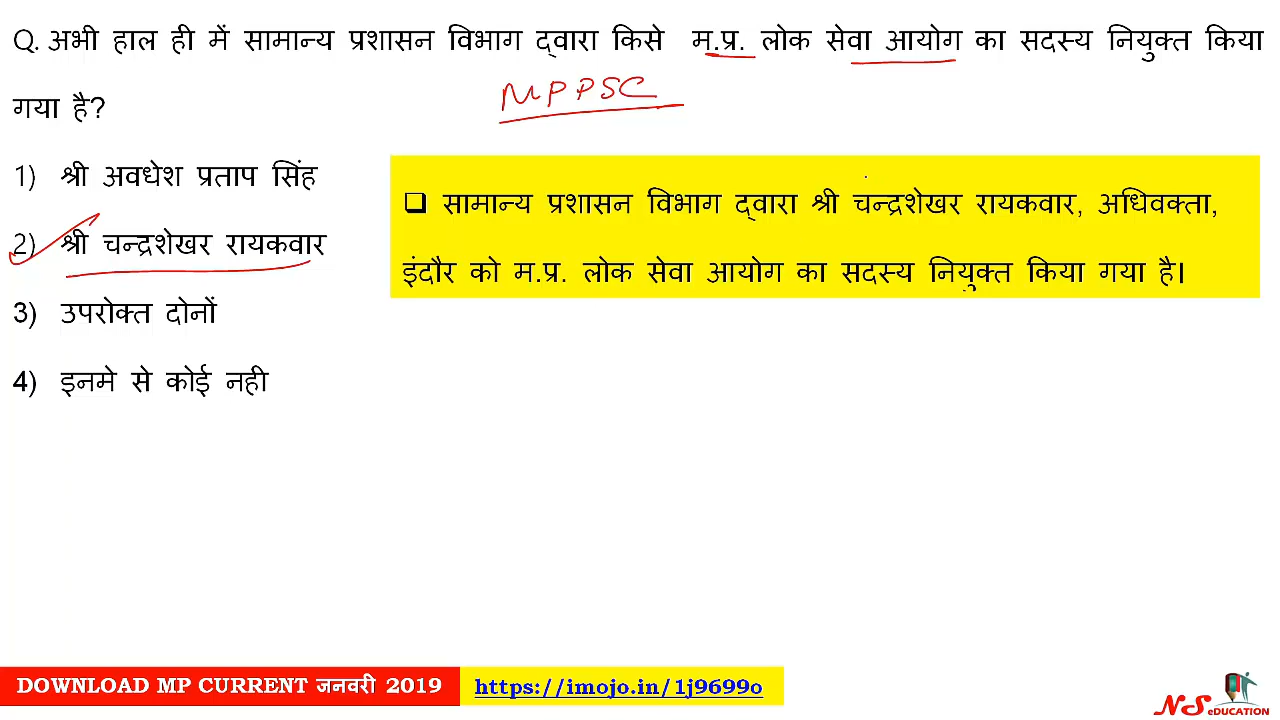 Q. अभी हाल ही में सामान्य प्रशासन विभाग द्वारा किसे म.प्र. लोक सेवा आयोग का सदस्य नियुक्त किया
गया है?
MPPSC
1) श्री अवधेश प्रताप सिंह
2) श्री चन्द्रशेखर रायकवार
3) उपरोक्त दोनों
4) इनमे से कोई नही
❑ सामान्य प्रशासन विभाग द्वारा श्री चन्द्रशेखर रायकवार, अधिवक्ता,
इंदौर को म.प्र. लोक सेवा आयोग का सदस्य नियुक्त किया गया है।
DOWNLOAD MP CURRENT जनवरी 2019 https://imojo.in/1j9699o
NS eDUCATION